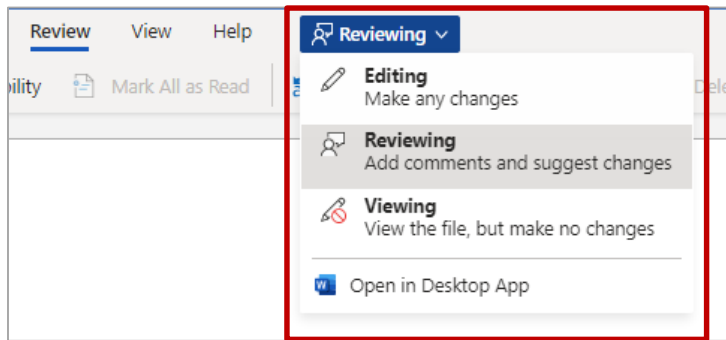 Review View Help Reviewing
Mark All as Read
Editing
Make any changes
Reviewing
Add comments and suggest changes
Viewing
View the file, but make no changes
Open in Desktop App